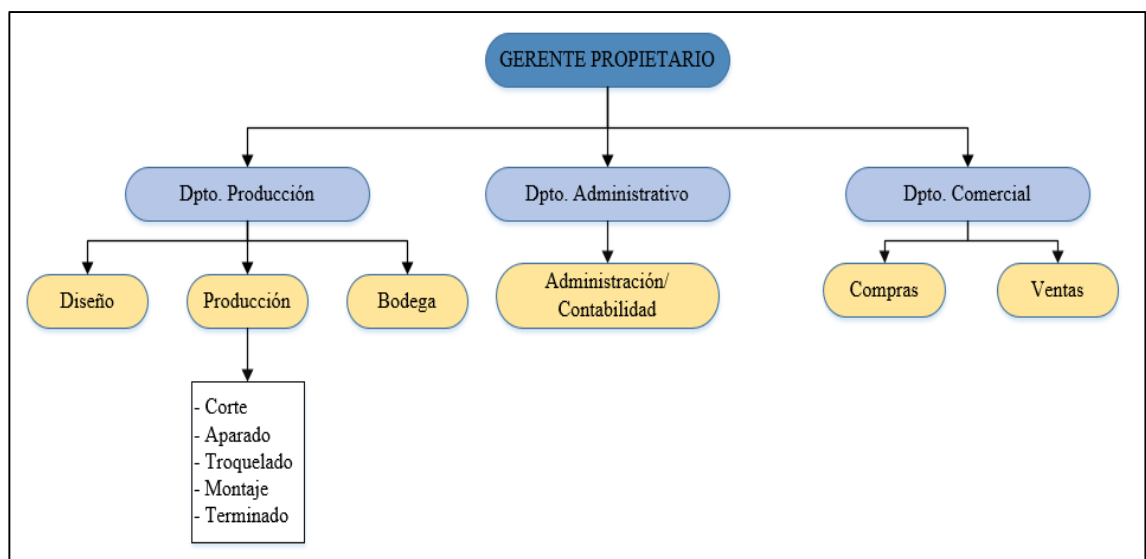 GERENTE PROPIETARIO
Dpto. Producción
Dpto. Administrativo
Dpto. Comercial
Diseño
Producción
Bodega
Administración/
Contabilidad
Compras
Ventas
- Corte
- Aparado
- Troquelado
- Montaje
- Terminado